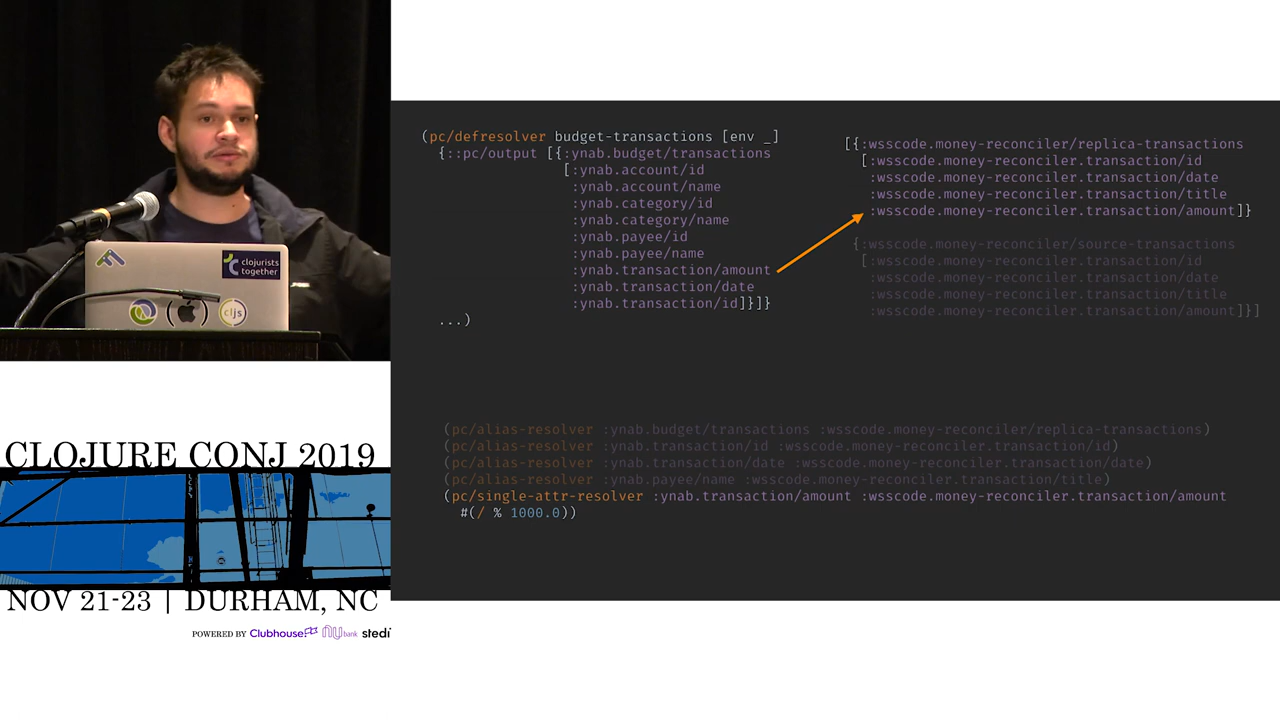 clojurists
together
cljs
CLOJURE CONJ 2019
NOV 21-23 | DURHAM, NC
POWERED BY Clubhouse nu bank stedi
(pc/defresolver budget-transactions [env _]
{::pc/output [{:ynab.budget/transactions
[:ynab.account/id
:ynab.account/name
:ynab.category/id
:ynab.category/name
:ynab.payee/id
:ynab.payee/name
:ynab.transaction/amount
:ynab.transaction/date
:ynab.transaction/id]}]}
...)
[{:wsscode.money-reconciler/replica-transactions
[:wsscode.money-reconciler.transaction/id
:wsscode.money-reconciler.transaction/date
:wsscode.money-reconciler.transaction/title
:wsscode.money-reconciler.transaction/amount]}
{:wsscode.money-reconciler/source-transactions
[:wsscode.money-reconciler.transaction/id
:wsscode.money-reconciler.transaction/date
:wsscode.money-reconciler.transaction/title
:wsscode.money-reconciler.transaction/amount]}]
(pc/alias-resolver :ynab.budget/transactions :wsscode.money-reconciler/replica-transactions)
(pc/alias-resolver :ynab.transaction/id :wsscode.money-reconciler.transaction/id)
(pc/alias-resolver :ynab.transaction/date :wsscode.money-reconciler.transaction/date)
(pc/alias-resolver :ynab.payee/name :wsscode.money-reconciler.transaction/title)
(pc/single-attr-resolver :ynab.transaction/amount :wsscode.money-reconciler.transaction/amount
#(/ % 1000.0))